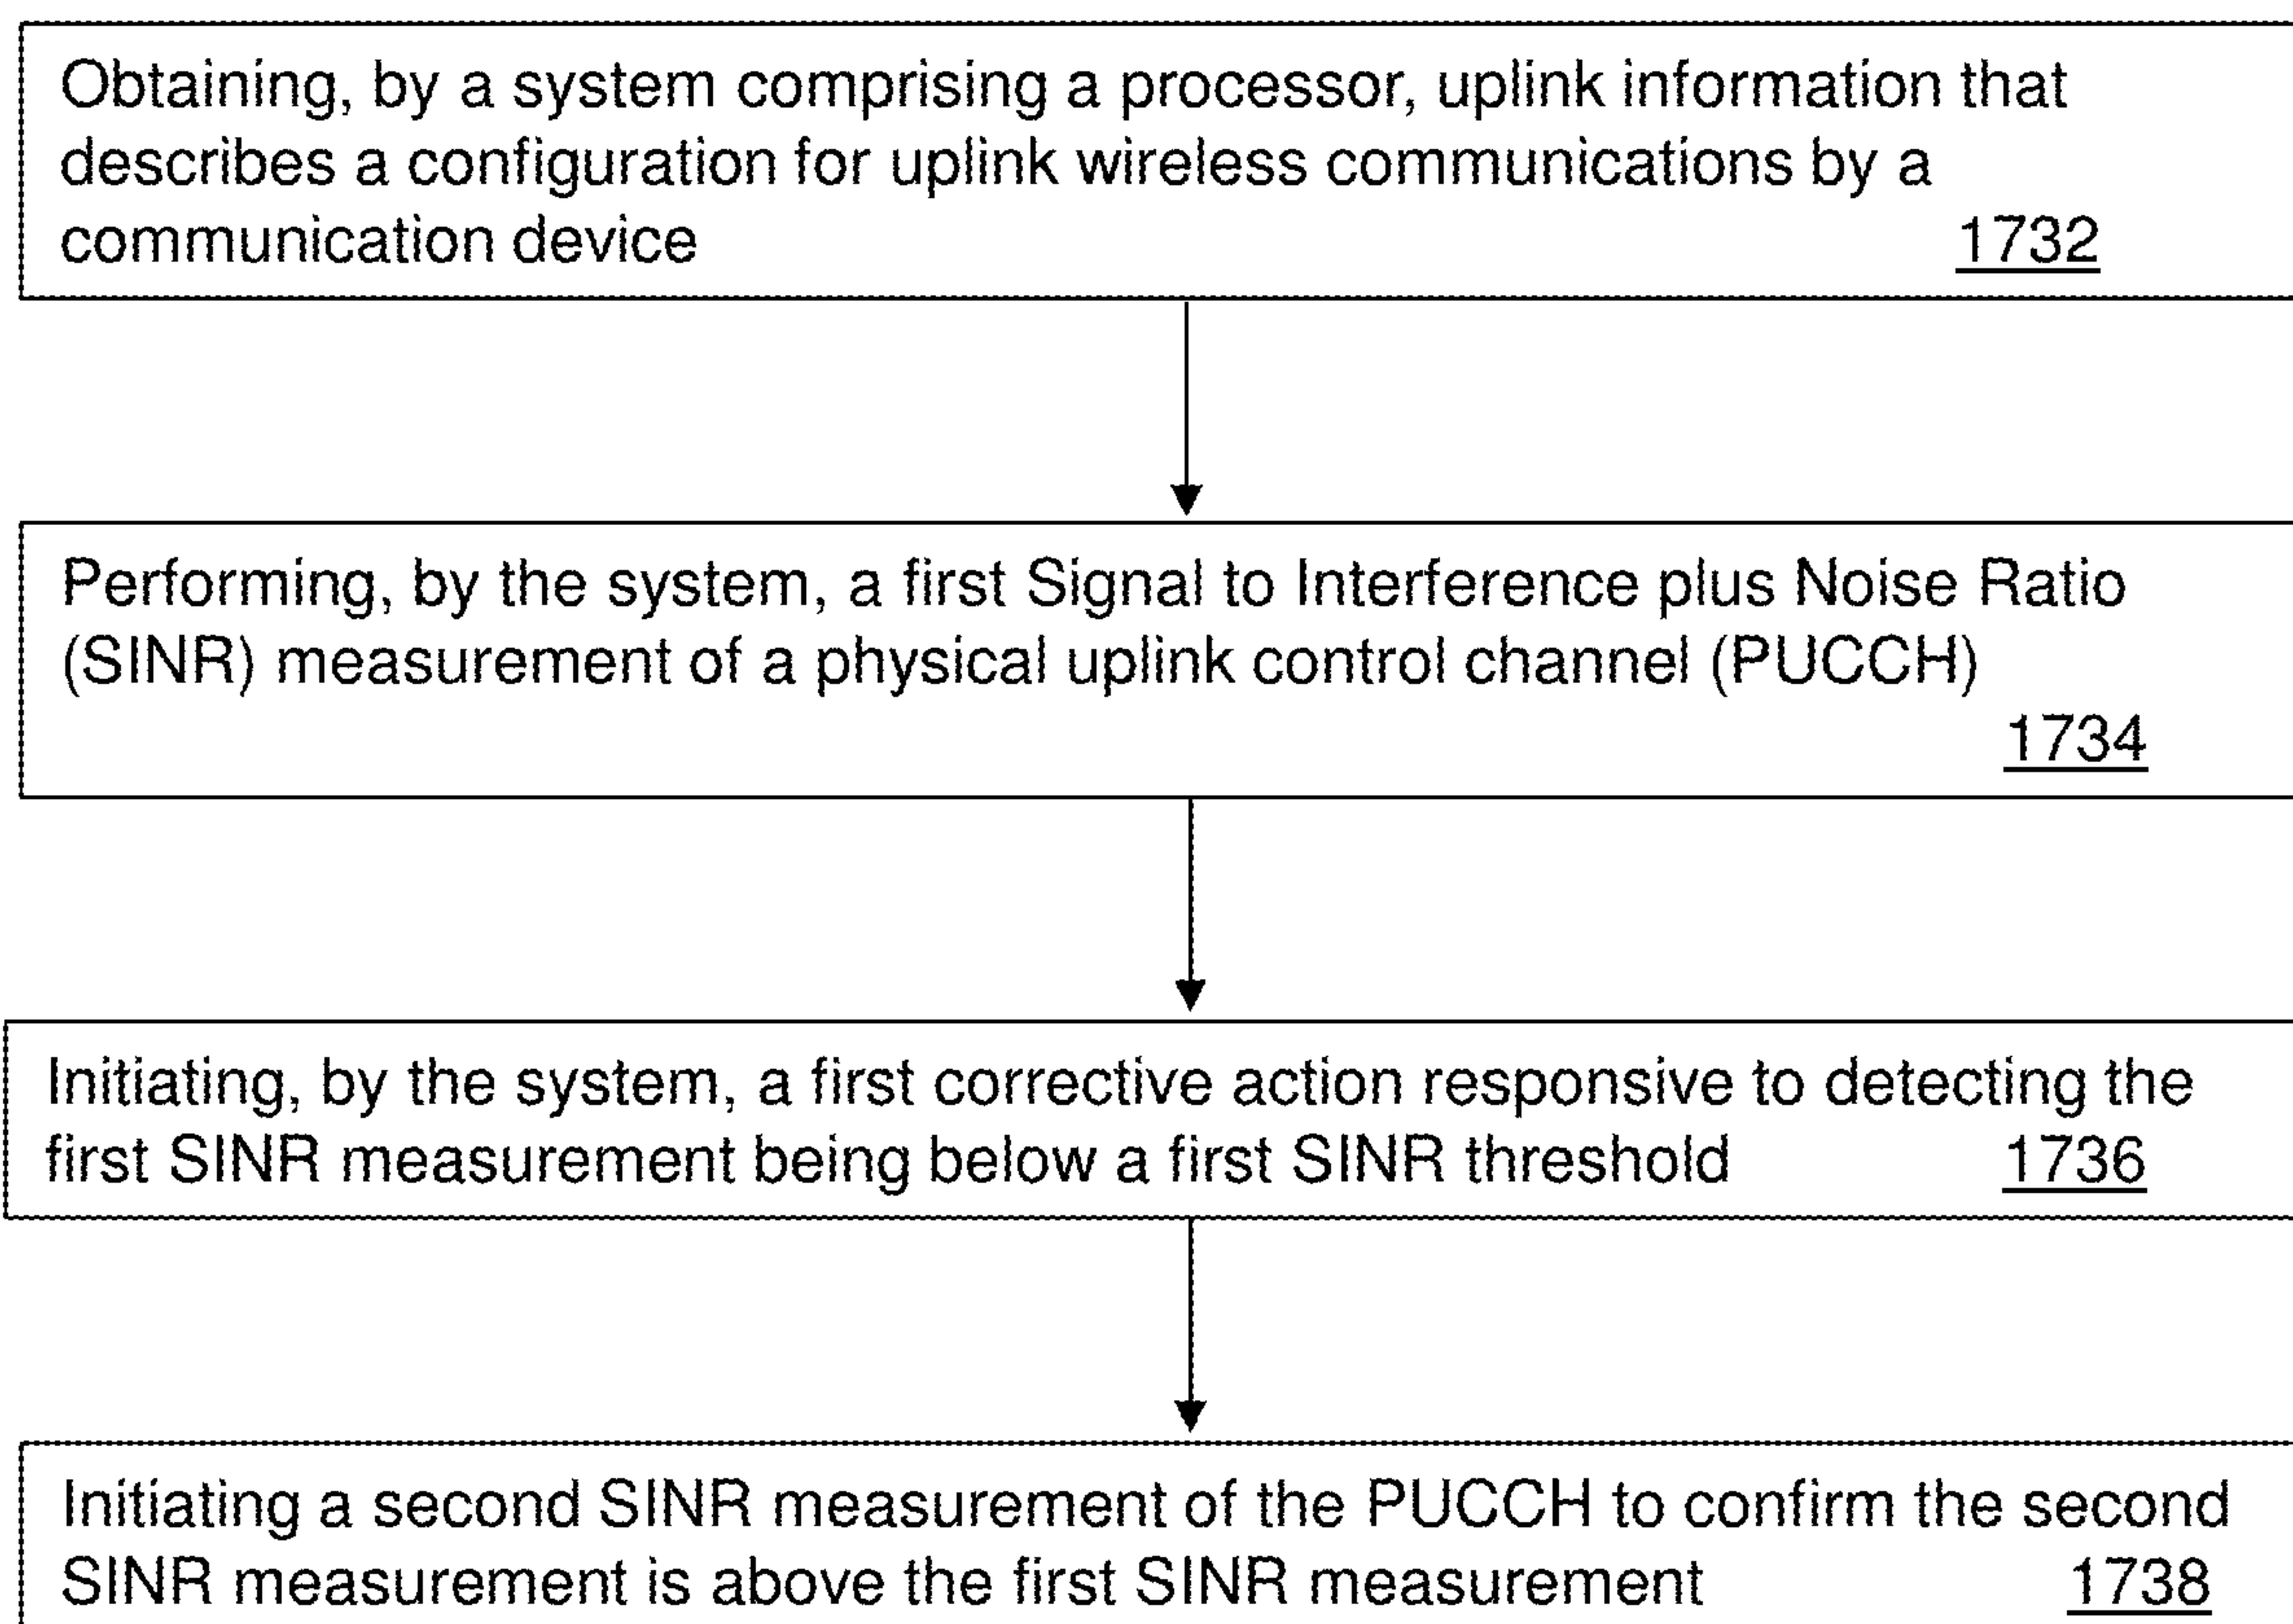 Obtaining, by a system comprising a processor, uplink information that
describes a configuration for uplink wireless communications by a
communication device 1732
Performing, by the system, a first Signal to Interference plus Noise Ratio
(SINR) measurement of a physical uplink control channel (PUCCH)
1734
Initiating, by the system, a first corrective action responsive to detecting the
first SINR measurement being below a first SINR threshold 1736
Initiating a second SINR measurement of the PUCCH to confirm the second
SINR measurement is above the first SINR measurement 1738